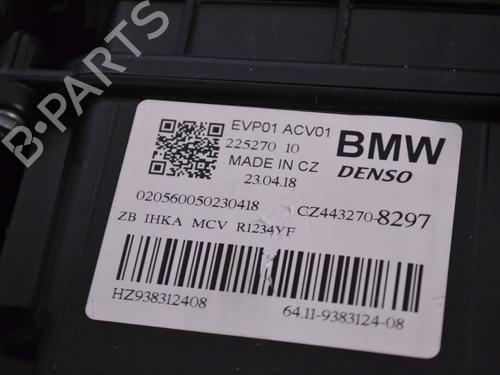 B-PARTS
EVP01 ACV01
225270 10
MADE IN CZ
23.04.18
BMW
DENSO
020560050230418
CZ443270-8297
ZB IHKA MCV R1234YF
HZ938312408
64.11-9383124-08